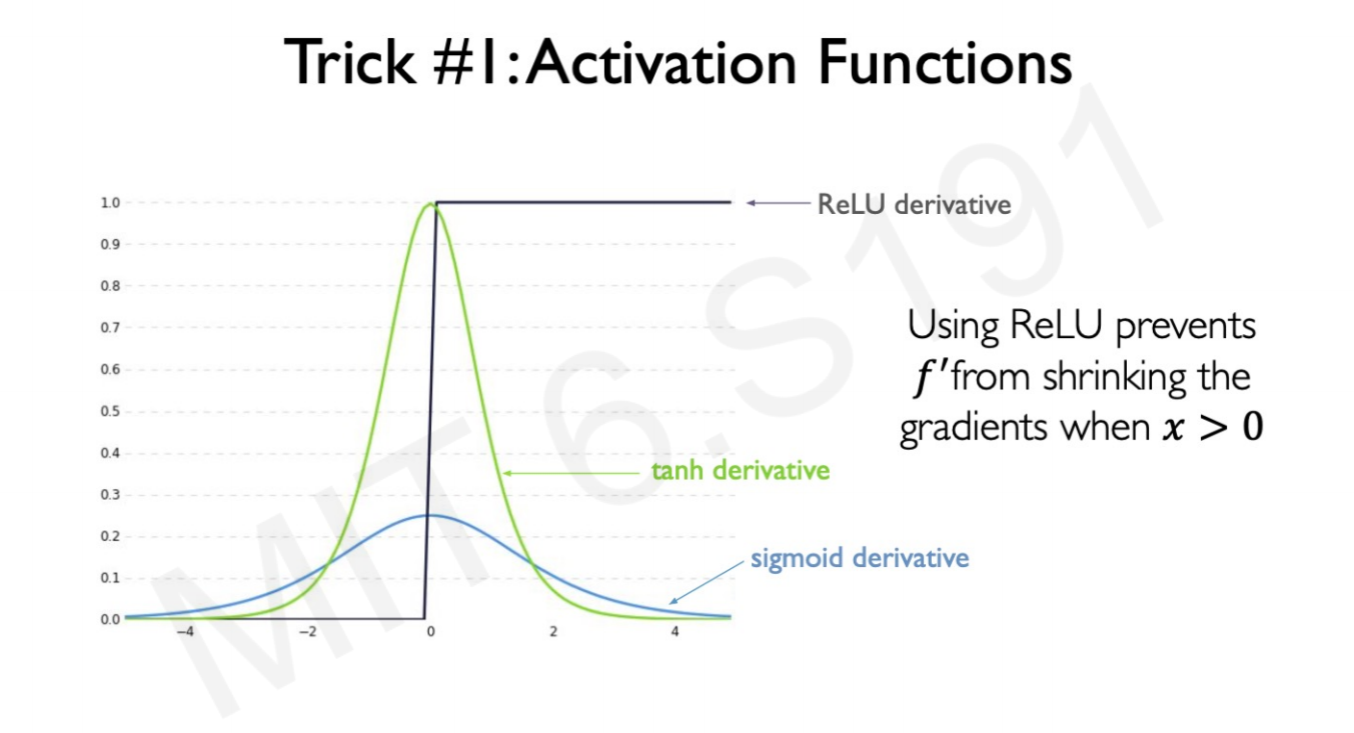 Trick #1: Activation Functions
1.0
0.9
0.8
0.7
0.6
0.5
0.4
0.3
0.2
0.1
0.0
−4
−2
0
2
4
ReLU derivative
tanh derivative
sigmoid derivative
Using ReLU prevents
f′ from shrinking the
gradients when x > 0
MIT 6.S191